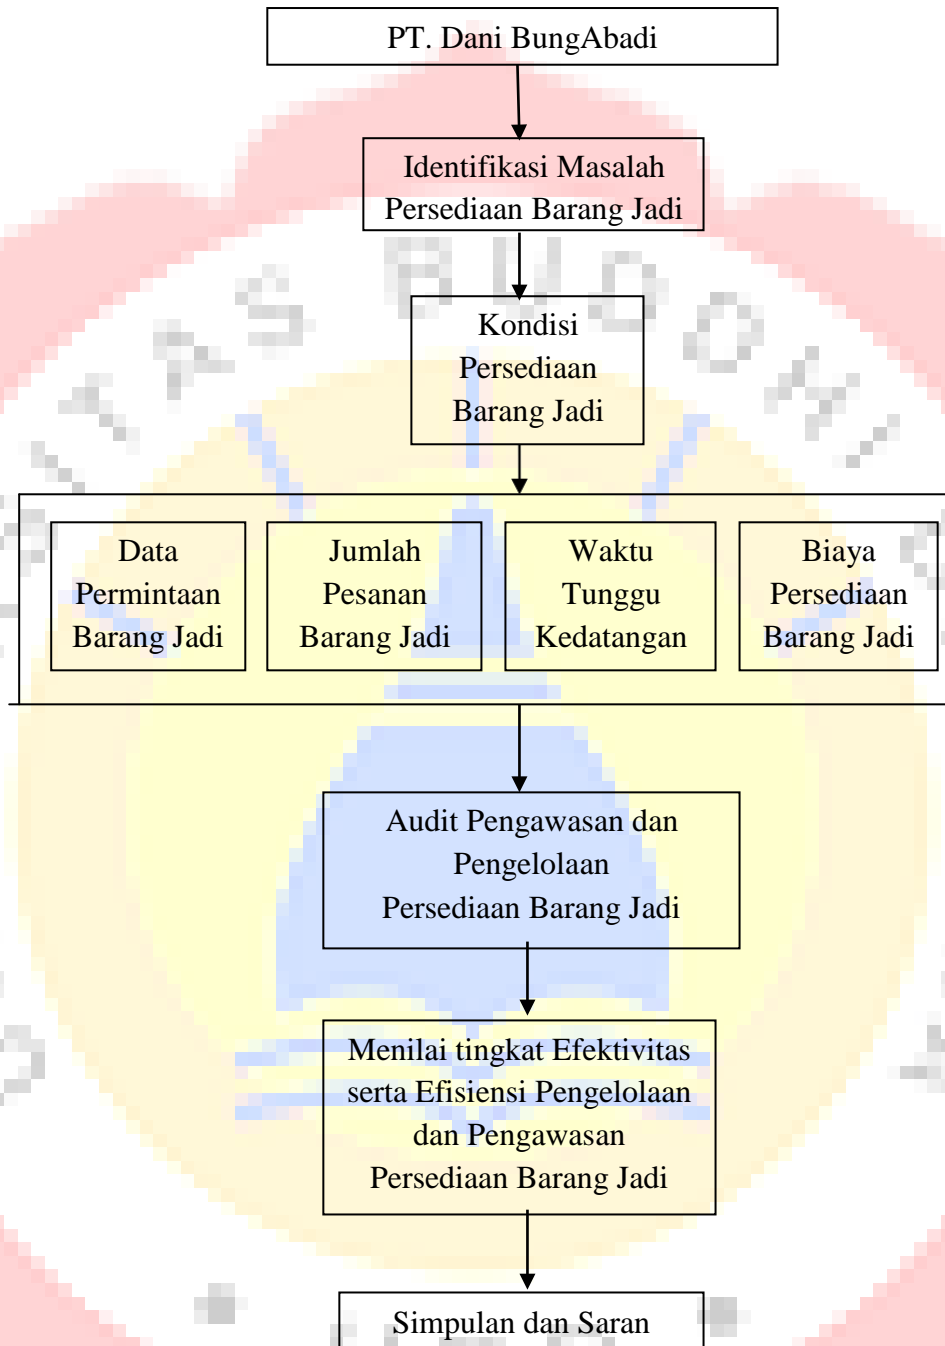 PT. Dani BungAbadi
Identifikasi Masalah
Persediaan Barang Jadi
Kondisi
Persediaan
Barang Jadi
Data
Permintaan
Barang Jadi
Jumlah
Pesanan
Barang Jadi
Waktu
Tunggu
Kedatangan
Biaya
Persediaan
Barang Jadi
Audit Pengawasan dan
Pengelolaan
Persediaan Barang Jadi
Menilai tingkat Efektivitas
serta Efisiensi Pengelolaan
dan Pengawasan
Persediaan Barang Jadi
Simpulan dan Saran